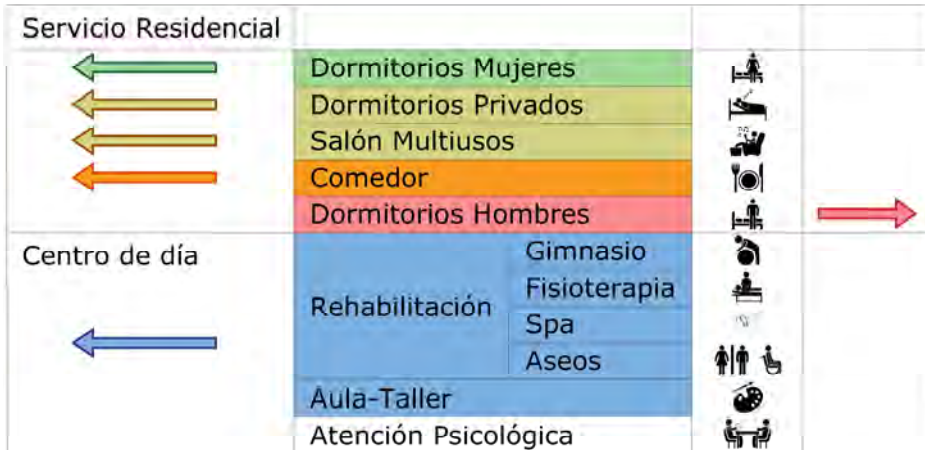 Servicio Residencial
Dormitorios Mujeres
Dormitorios Privados
Salón Multiusos
Comedor
Dormitorios Hombres
Centro de día
Rehabilitación
Gimnasio
Fisioterapia
Spa
Aseos
Aula-Taller
Atención Psicológica